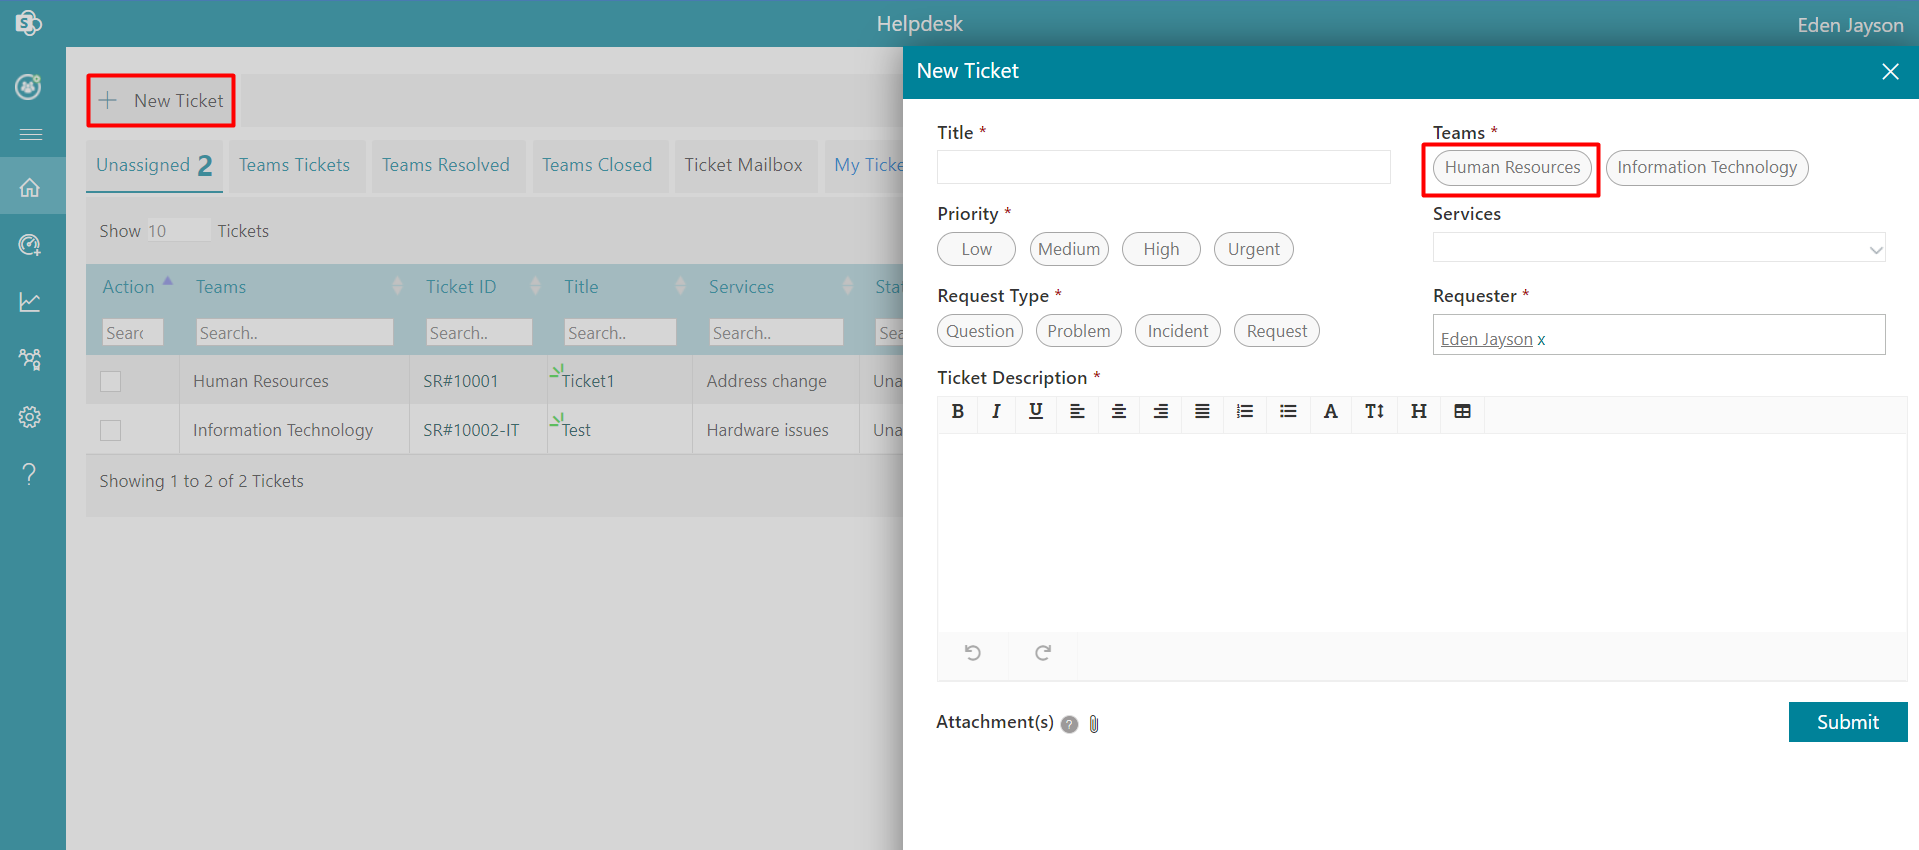 S
Helpdesk
Eden Jayson
New Ticket
New Ticket
Unassigned 2
Teams Tickets
Teams Resolved
Teams Closed
Ticket Mailbox
My Ticke
Show 10 Tickets
Action Teams Ticket ID Title Services Stat
Searc Search.. Search.. Search.. Search.. Se
Human Resources SR#10001 Ticket1 Address change Una
Information Technology SR#10002-IT Test Hardware issues Una
Showing 1 to 2 of 2 Tickets
Title *
Teams *
Human Resources Information Technology
Priority *
Services
Low Medium High Urgent
Request Type *
Requester *
Question Problem Incident Request
Eden Jayson x
Ticket Description *
B I U A T H
Attachment(s) ?
Submit